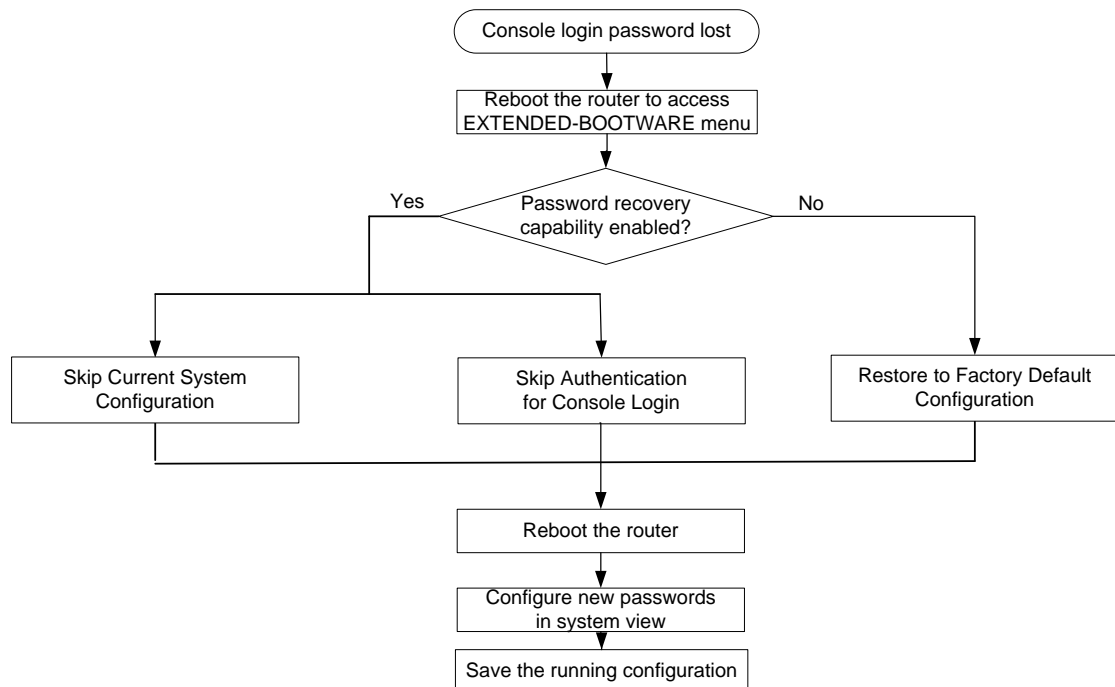 Console login password lost
Reboot the router to access
EXTENDED-BOOTWARE menu
Yes
Password recovery
capability enabled?
No
Skip Current System
Configuration
Skip Authentication
for Console Login
Restore to Factory Default
Configuration
Reboot the router
Configure new passwords
in system view
Save the running configuration